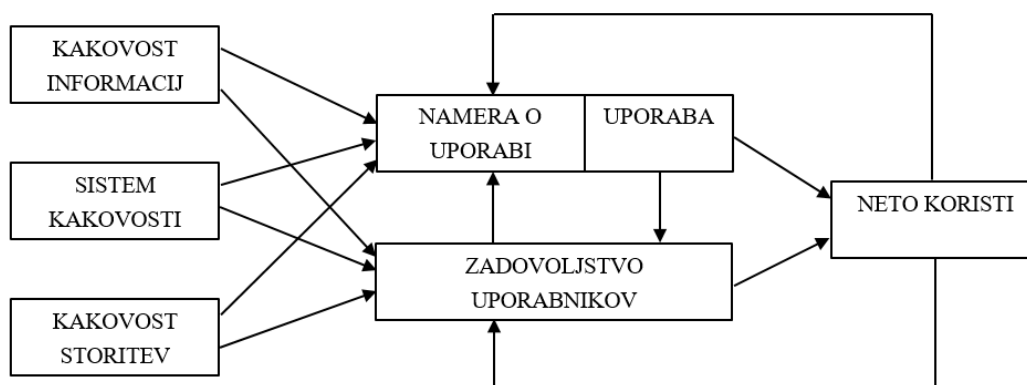 KAKOVOST
INFORMACIJ
SISTEM
KAKOVOSTI
KAKOVOST
STORITEV
NAMERA O
UPORABI
UPORABA
ZADOVOLJSTVO
UPORABNIKOV
NETO KORISTI